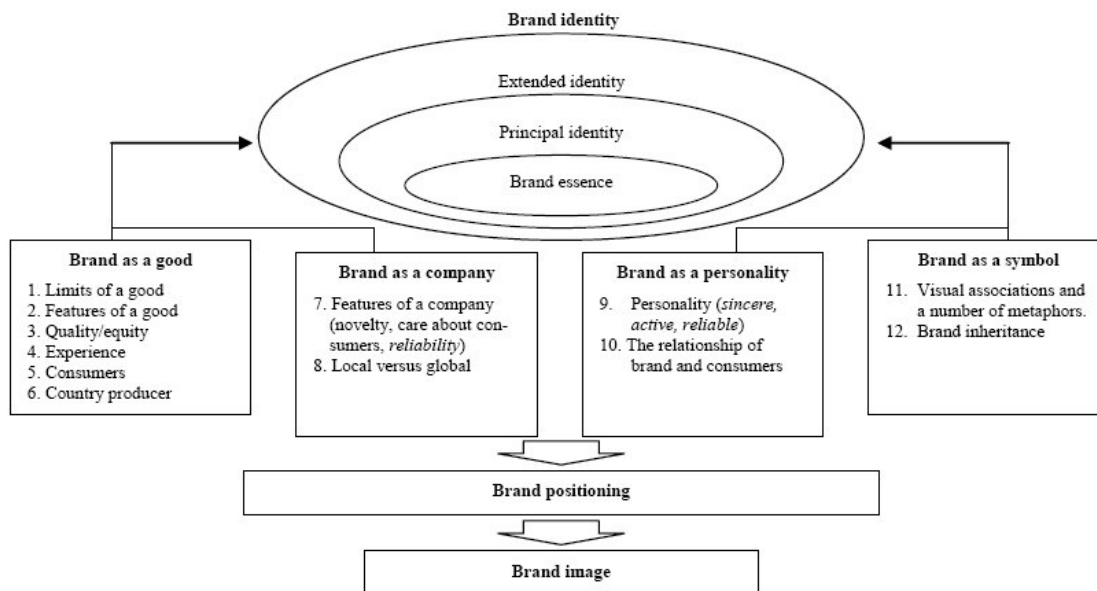 Brand identity
Extended identity
Principal identity
Brand essence
Brand as a good
1. Limits of a good
2. Features of a good
3. Quality/equity
4. Experience
5. Consumers
6. Country producer
Brand as a company
7. Features of a company
(novelty, care about con-
sumers, reliability)
8. Local versus global
Brand as a personality
9. Personality (sincere,
active, reliable)
10. The relationship of
brand and consumers
Brand as a symbol
11. Visual associations and
a number of metaphors.
12. Brand inheritance
Brand positioning
Brand image